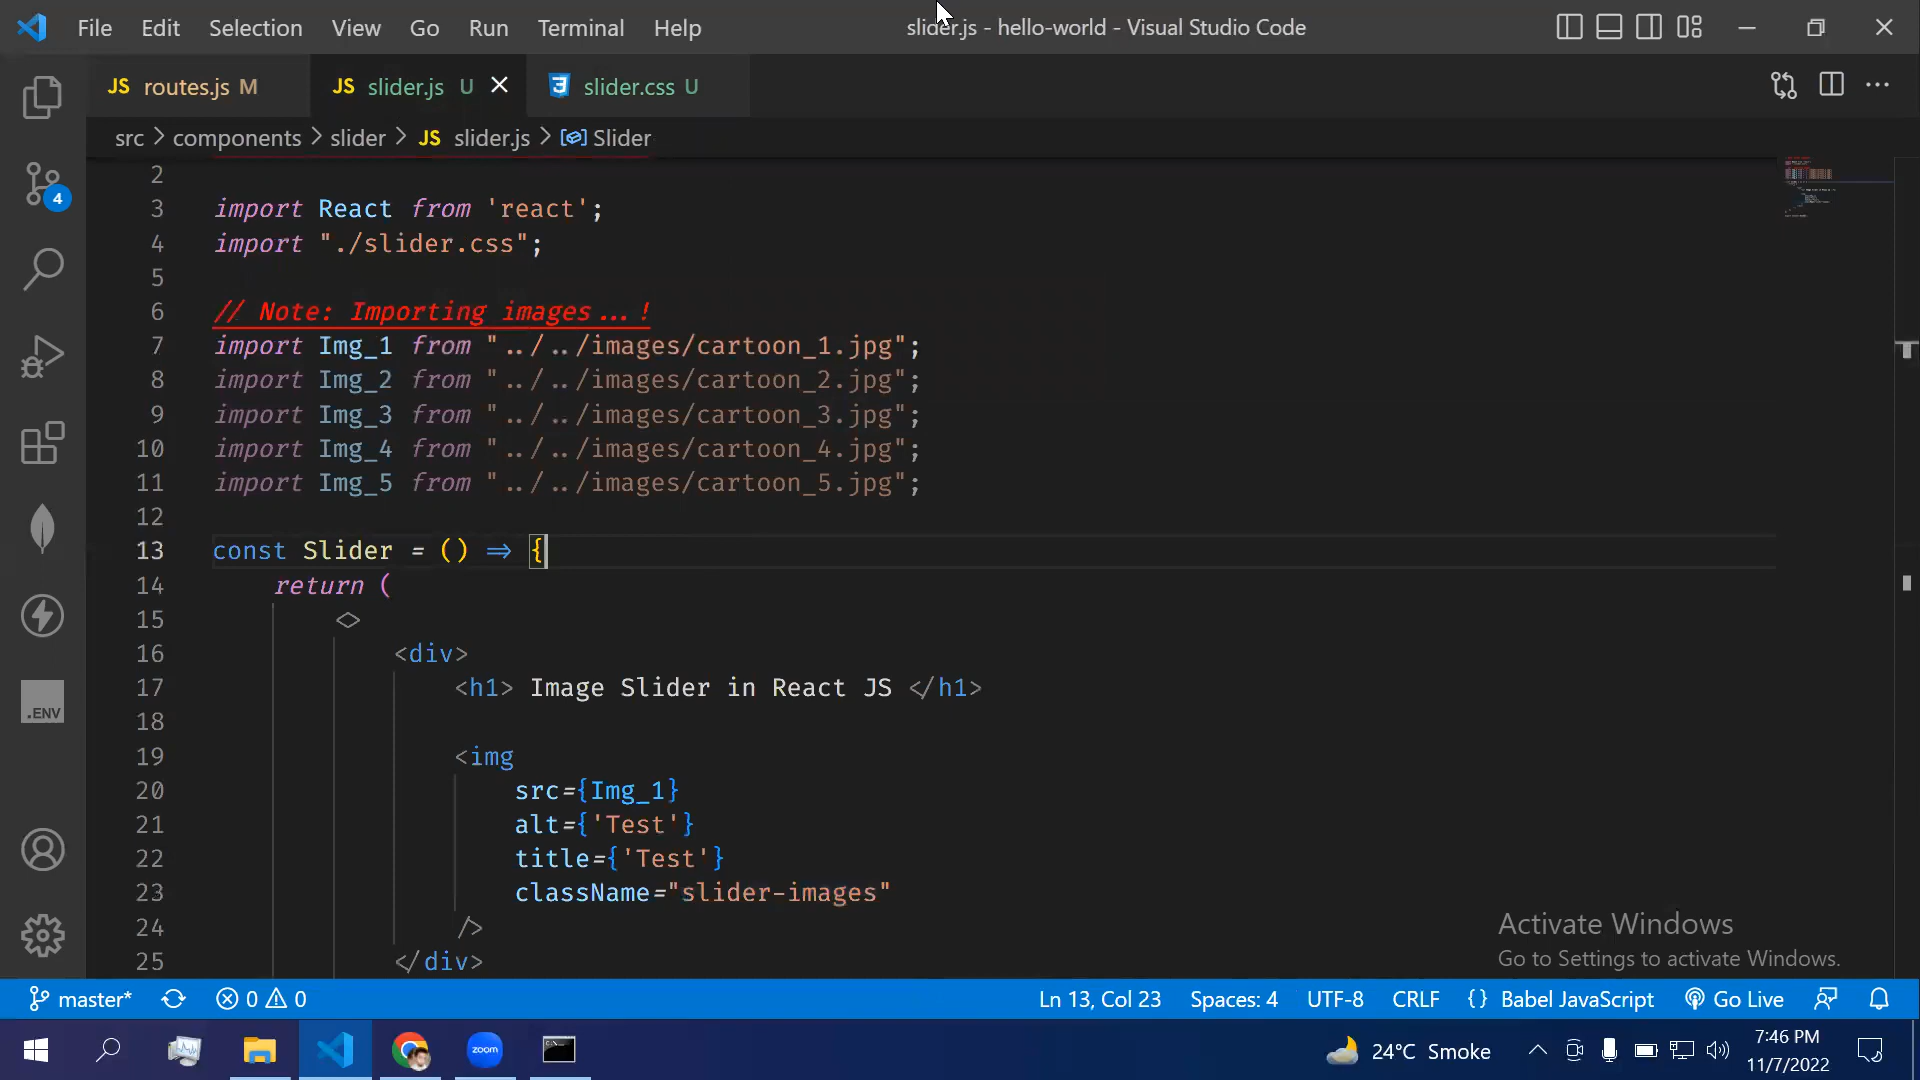 File Edit Selection View Go Run Terminal Help slider.js - hello-world - Visual Studio Code
JS routes.js M JS slider.js U slider.css U
src > components > slider > JS slider.js > Slider
2
3 import React from 'react';
4 import "./slider.css";
5
6 // Note: Importing images...!
7 import Img_1 from "../../images/cartoon_1.jpg";
8 import Img_2 from "../../images/cartoon_2.jpg";
9 import Img_3 from "../../images/cartoon_3.jpg";
10 import Img_4 from "../../images/cartoon_4.jpg";
11 import Img_5 from "../../images/cartoon_5.jpg";
12
13 const Slider = () => {
14 return (
15 <>
16 <div>
17 <h1> Image Slider in React JS </h1>
18
19 <img
20 src={Img_1}
21 alt={'Test'}
22 title={'Test'}
23 className="slider-images"
24 />
25 </div>
4
.ENV
Activate Windows
Go to Settings to activate Windows.
master* 0 0 Ln 13, Col 23 Spaces: 4 UTF-8 CRLF {} Babel JavaScript Go Live
zoom 24°C Smoke 7:46 PM
11/7/2022